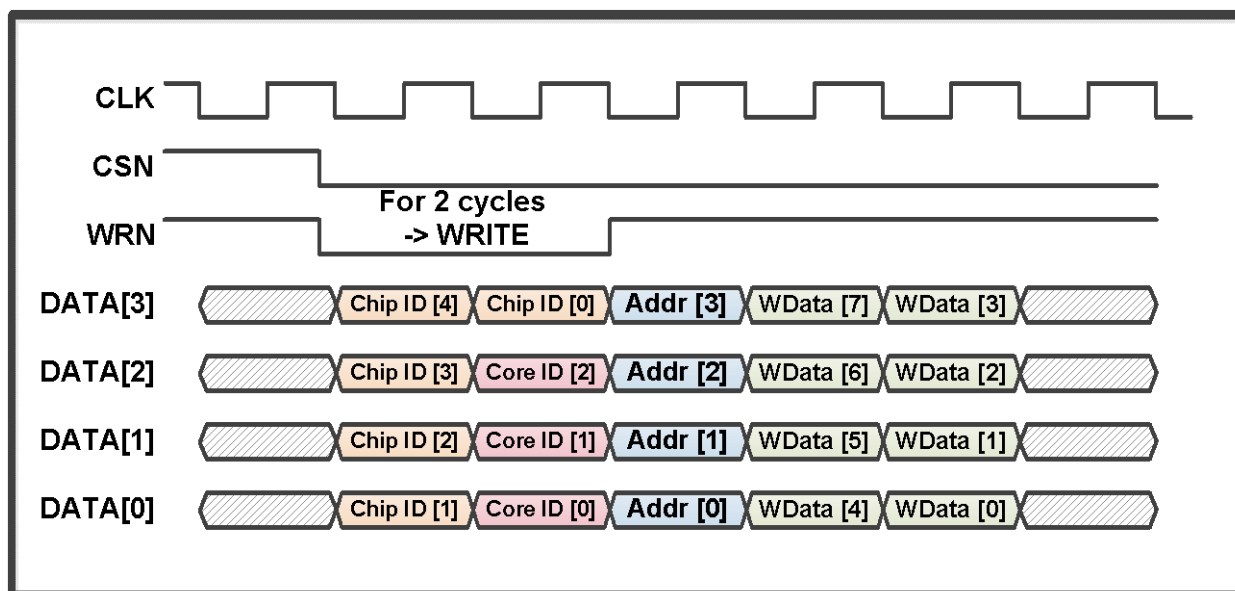 CLK
CSN
For 2 cycles
WRN -> WRITE
DATA[3] Chip ID [4] Chip ID [0] Addr [3] WData [7] WData [3]
DATA[2] Chip ID [3] Core ID [2] Addr [2] WData [6] WData [2]
DATA[1] Chip ID [2] Core ID [1] Addr [1] WData [5] WData [1]
DATA[0] Chip ID [1] Core ID [0] Addr [0] WData [4] WData [0]